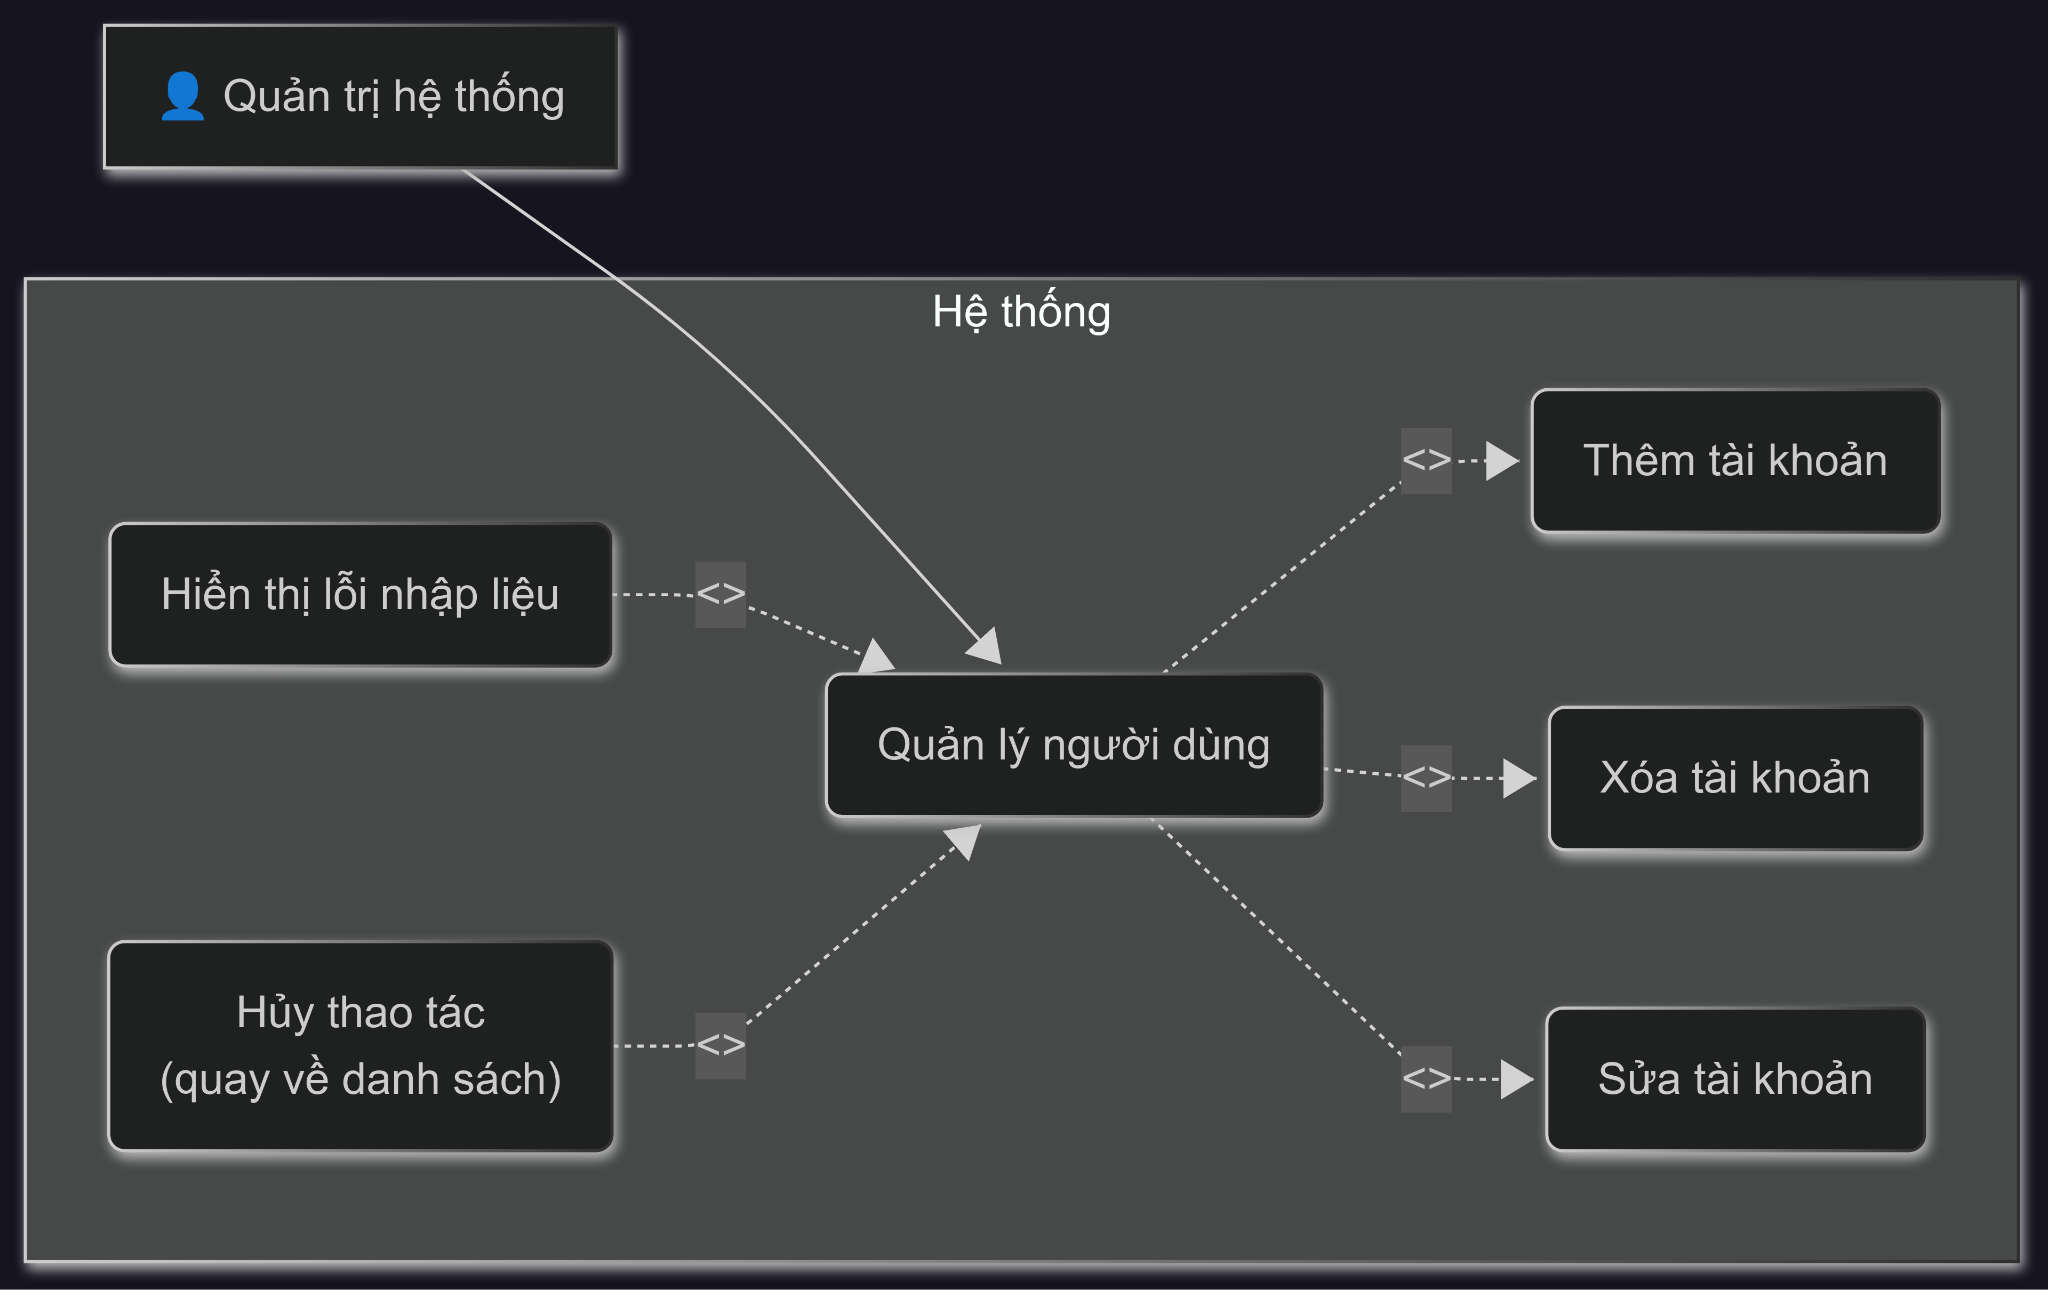 👤 Quản trị hệ thống
Hệ thống
<>
Thêm tài khoản
Hiển thị lỗi nhập liệu
<>
Quản lý người dùng
<>
Xóa tài khoản
Hủy thao tác
(quay về danh sách)
<>
<>
Sửa tài khoản